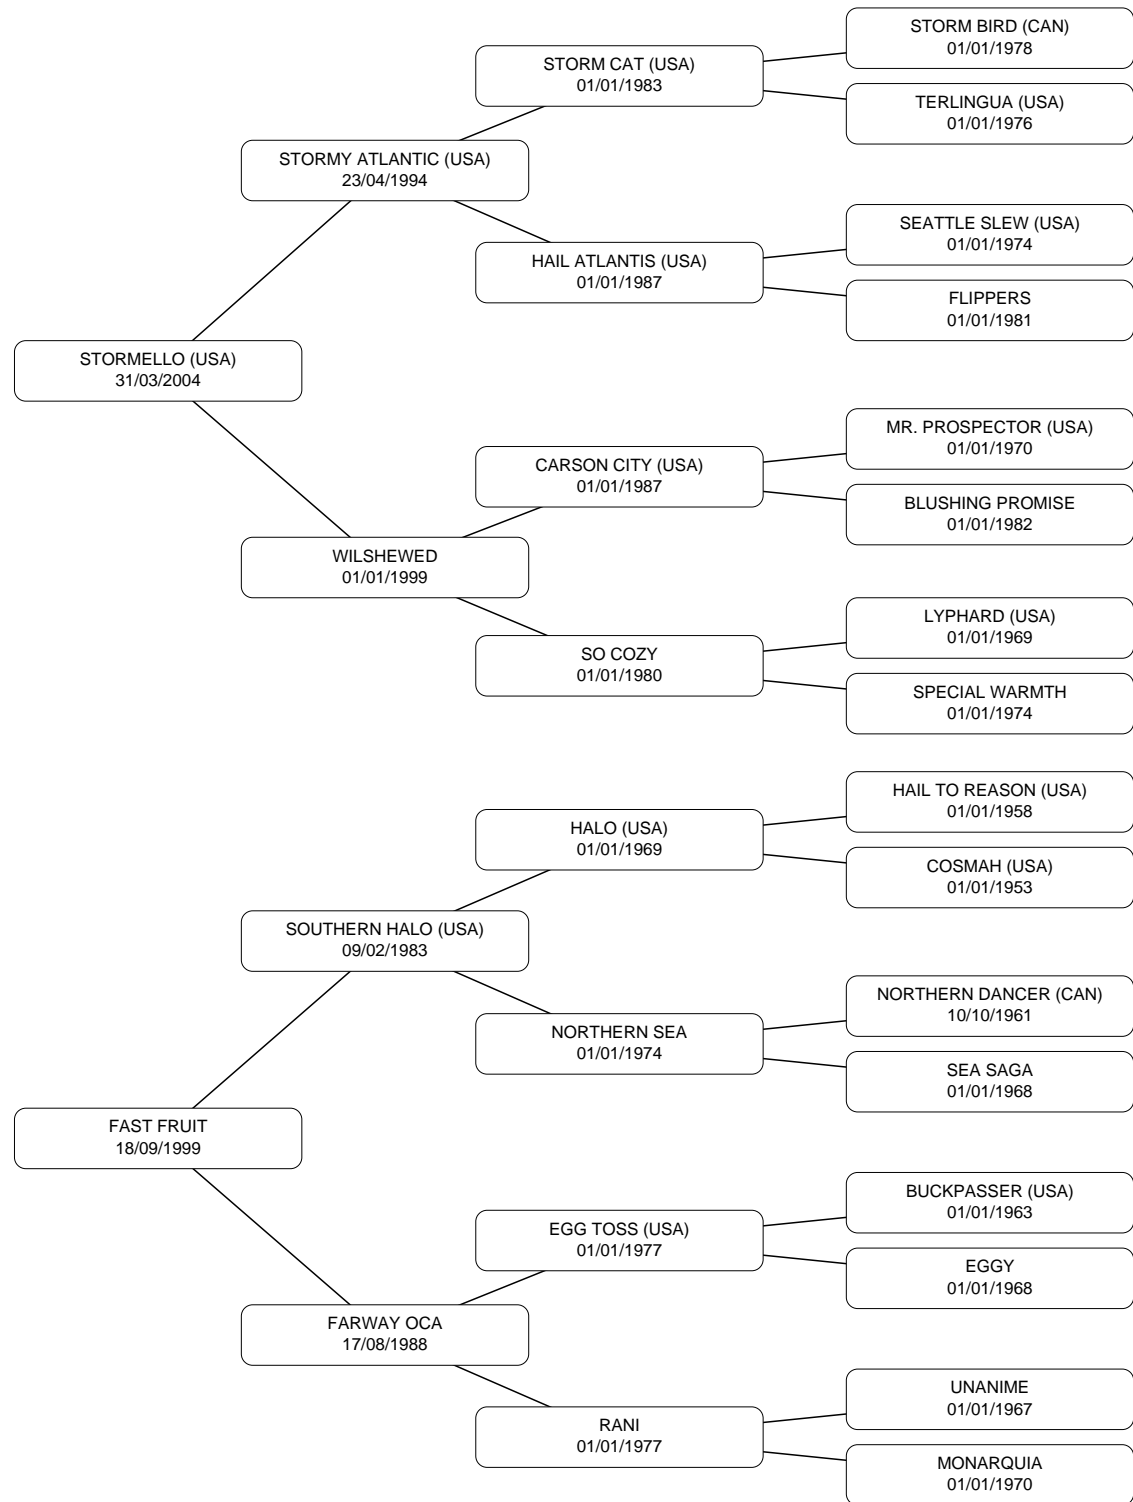 STORM BIRD (CAN)
01/01/1978
STORM CAT (USA)
01/01/1983
TERLINGUA (USA)
01/01/1976
STORMY ATLANTIC (USA)
23/04/1994
SEATTLE SLEW (USA)
01/01/1974
HAIL ATLANTIS (USA)
01/01/1987
FLIPPERS
01/01/1981
STORMELLO (USA)
31/03/2004
MR. PROSPECTOR (USA)
01/01/1970
CARSON CITY (USA)
01/01/1987
BLUSHING PROMISE
01/01/1982
WILSHEWED
01/01/1999
LYPHARD (USA)
01/01/1969
SO COZY
01/01/1980
SPECIAL WARMTH
01/01/1974
HAIL TO REASON (USA)
01/01/1958
HALO (USA)
01/01/1969
COSMAH (USA)
01/01/1953
SOUTHERN HALO (USA)
09/02/1983
NORTHERN DANCER (CAN)
10/10/1961
NORTHERN SEA
01/01/1974
SEA SAGA
01/01/1968
FAST FRUIT
18/09/1999
BUCKPASSER (USA)
01/01/1963
EGG TOSS (USA)
01/01/1977
EGGY
01/01/1968
FARWAY OCA
17/08/1988
UNANIME
01/01/1967
RANI
01/01/1977
MONARQUIA
01/01/1970